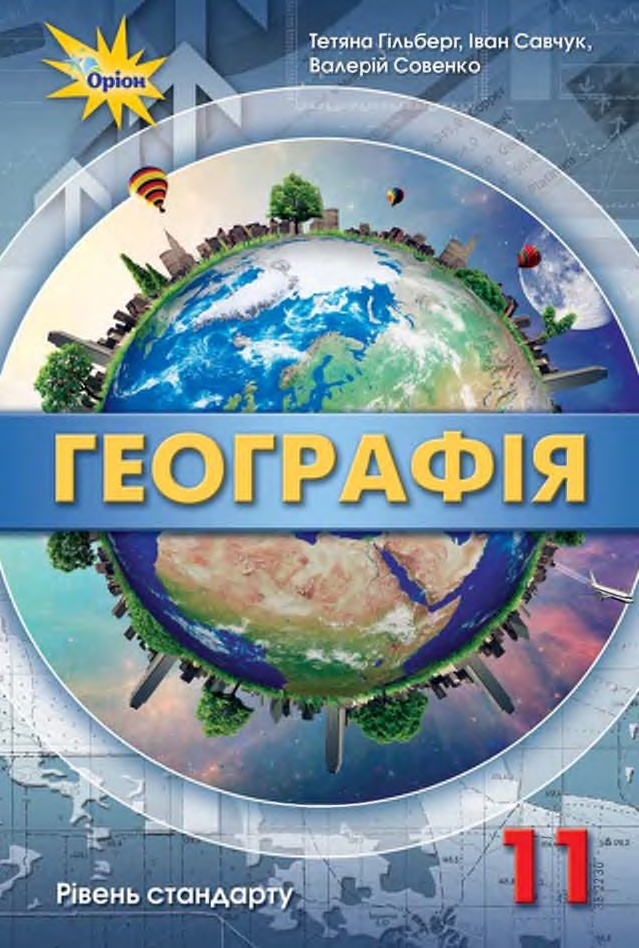 Тетяна Гільберг, Іван Савчук,
Валерій Совенко
Оріон
ГЕОГРАФІЯ
11
Рівень стандарту